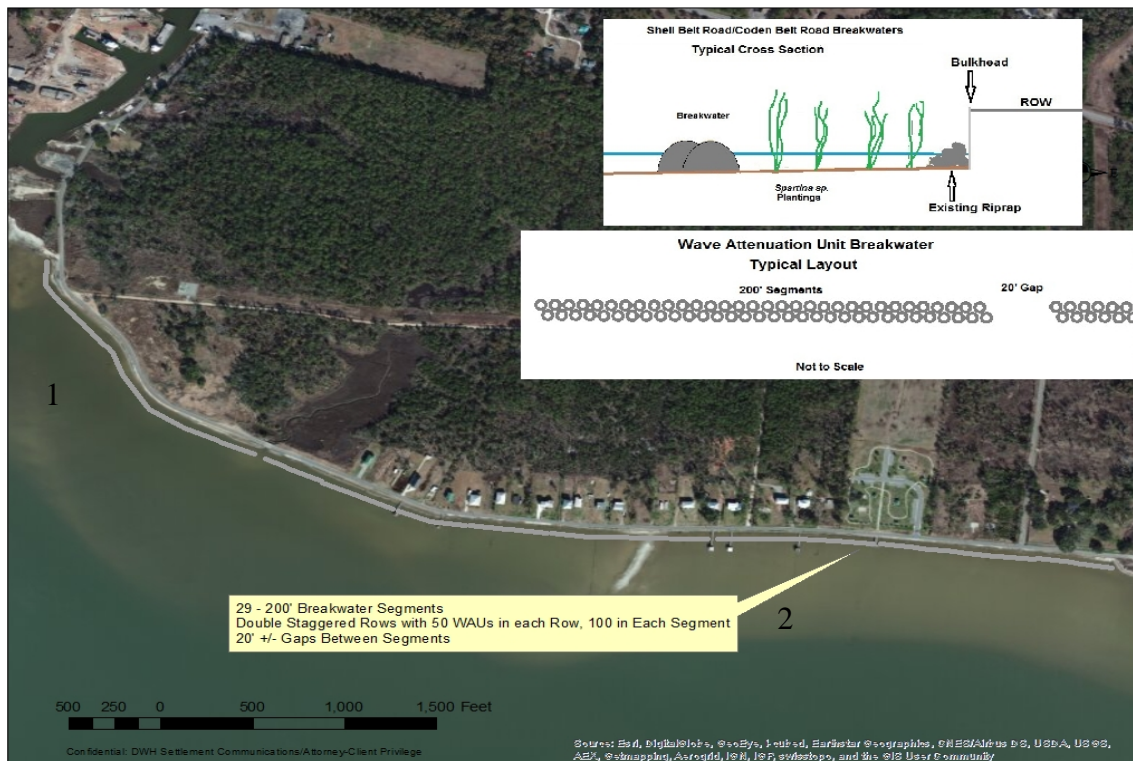 Shell Belt Road/Coden Belt Road Breakwaters
Typical Cross Section
Bulkhead
ROW
Breakwater
Spartina sp.
Plantings
Existing Riprap
Wave Attenuation Unit Breakwater
Typical Layout
200' Segments
20' Gap
Not to Scale
1
29 - 200' Breakwater Segments
Double Staggered Rows with 50 WAUs in each Row, 100 in Each Segment
20' +/- Gaps Between Segments
2
500 250 0 500 1,000 1,500 Feet
Confidential: DWH Settlement Communications/Attorney-Client Privilege
Source: Esri, DigitalGlobe, GeoEye, i-cubed, Earthstar Geographics, CNES/Airbus DS, USDA, USGS,
AEX, Getmapping, Aerogrid, IGN, IGP, swisstopo, and the GIS User Community